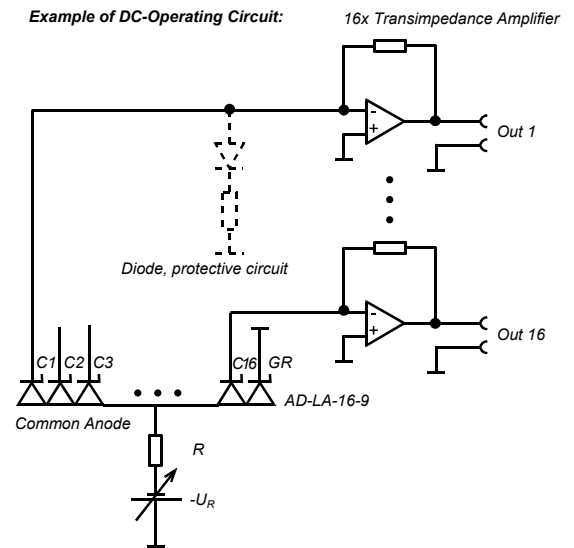 Example of DC-Operating Circuit:
16x Transimpedance Amplifier
-
+
Out 1
Diode, protective circuit
-
+
Out 16
C1 C2 C3
C16 GR
AD-LA-16-9
Common Anode
R
-UR